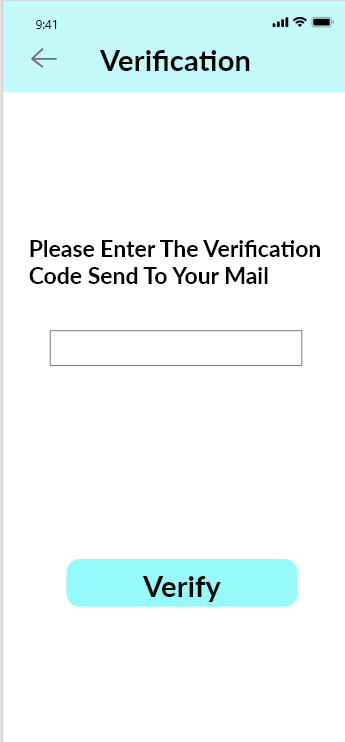 9:41
Verification
Please Enter The Verification
Code Send To Your Mail
Verify